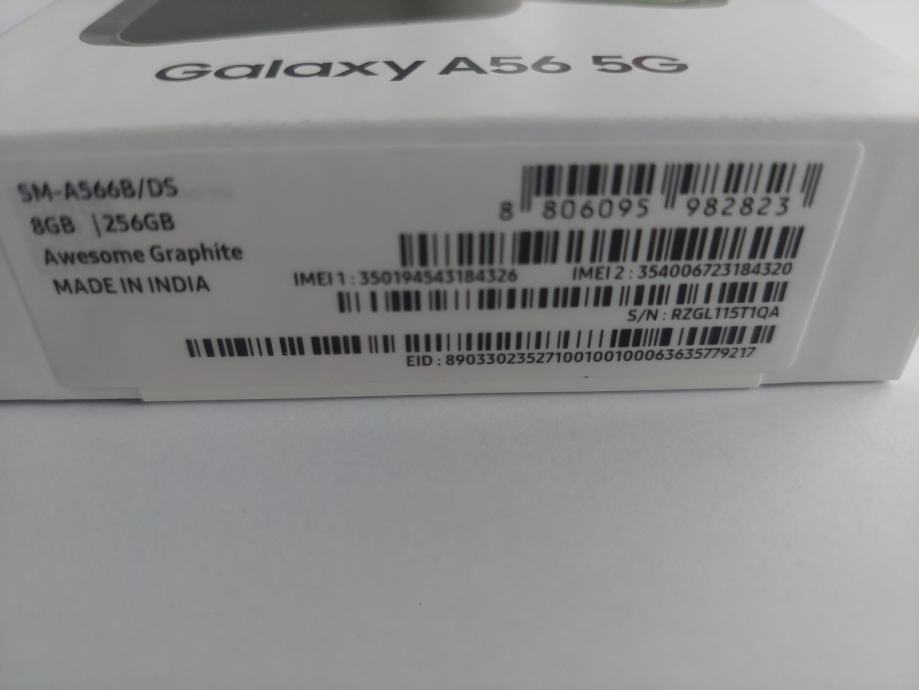 Galaxy A56 5G
SM-A566B/DS
8GB | 256GB
Awesome Graphite
MADE IN INDIA
8 806095 982823
IMEI 1 : 350194543184326 IMEI 2 : 354006723184320
S/N : RZGL115T1QA
EID : 89033023527100100100063635779217